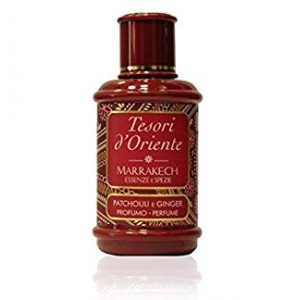 Tesori
d'Oriente
MARRAKECH
ESSENZE E SPEZIE
PATCHOULI E GINGER
PROFUMO - PERFUME